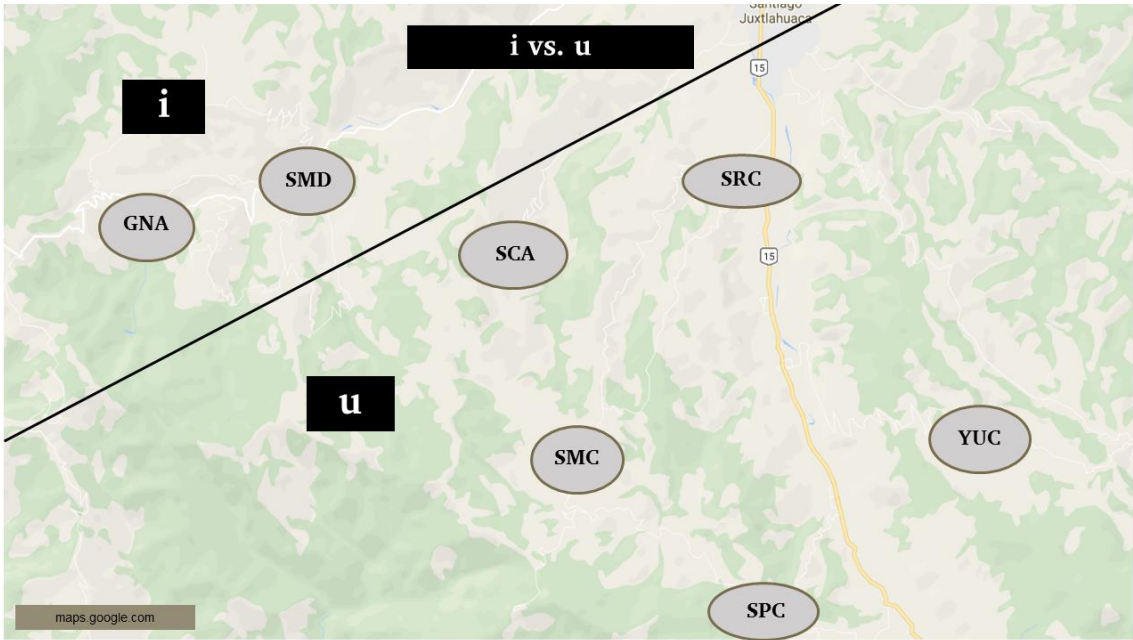 Santiago
Juxtlahuaca
i vs. u
15
i
SMD
SRC
GNA
SCA
15
u
YUC
SMC
SPC
maps.google.com